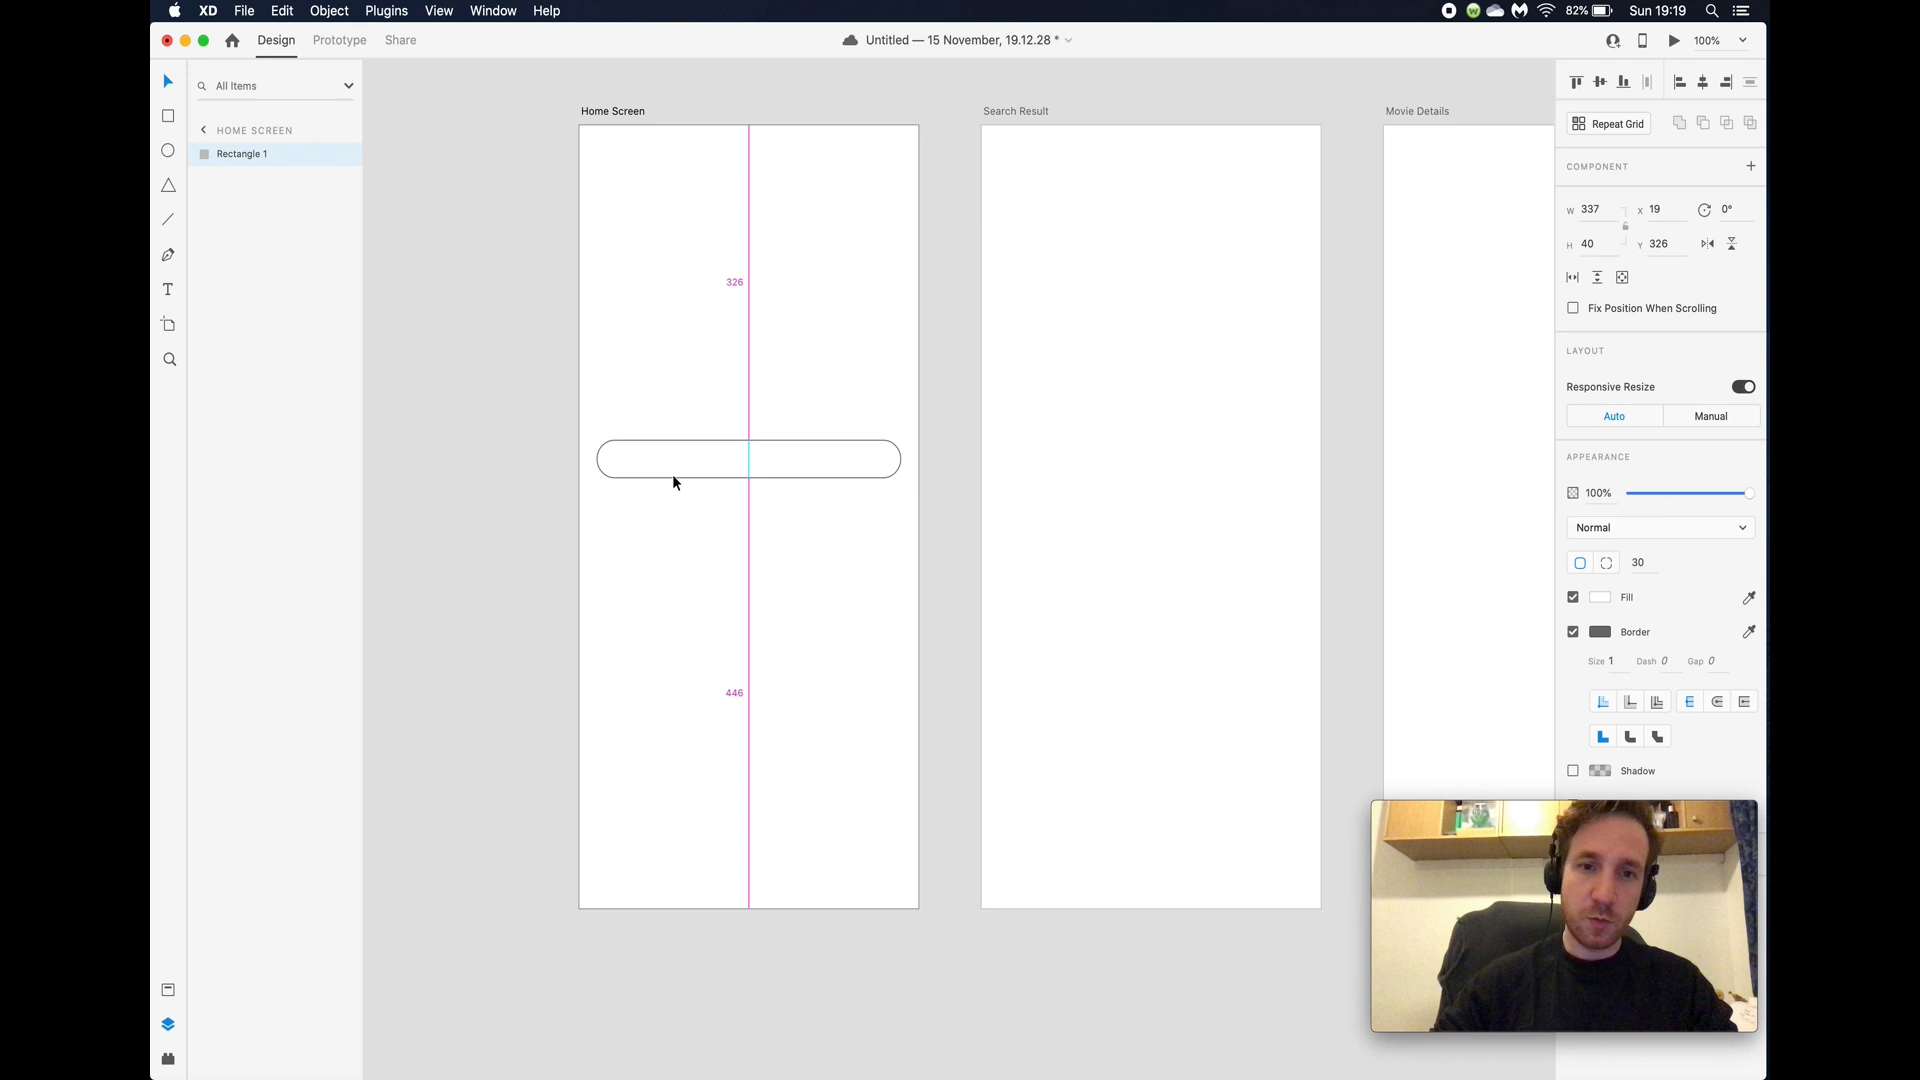 XD File Edit Object Plugins View Window Help
82% Sun 19:19
Design Prototype Share
Untitled — 15 November, 19.12.28 *
100%
All Items
HOME SCREEN
Rectangle 1
Home Screen
Search Result
Movie Details
326
446
Repeat Grid
COMPONENT
W 337 X 19 0°
H 40 Y 326
Fix Position When Scrolling
LAYOUT
Responsive Resize
Auto Manual
APPEARANCE
100%
Normal
30
Fill
Border
Size 1 Dash 0 Gap 0
Shadow